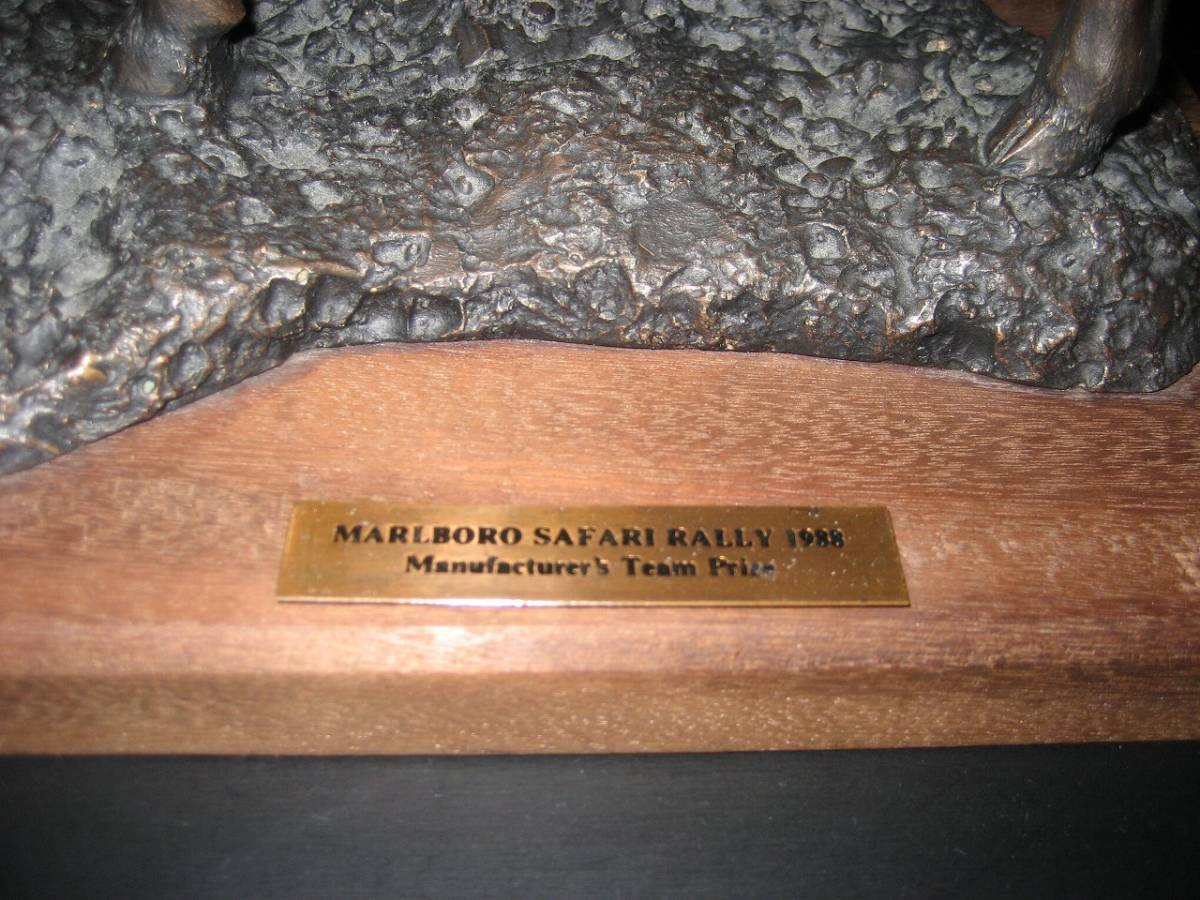 MARLBORO SAFARI RALLY 1988
Manufacturer's Team Prize